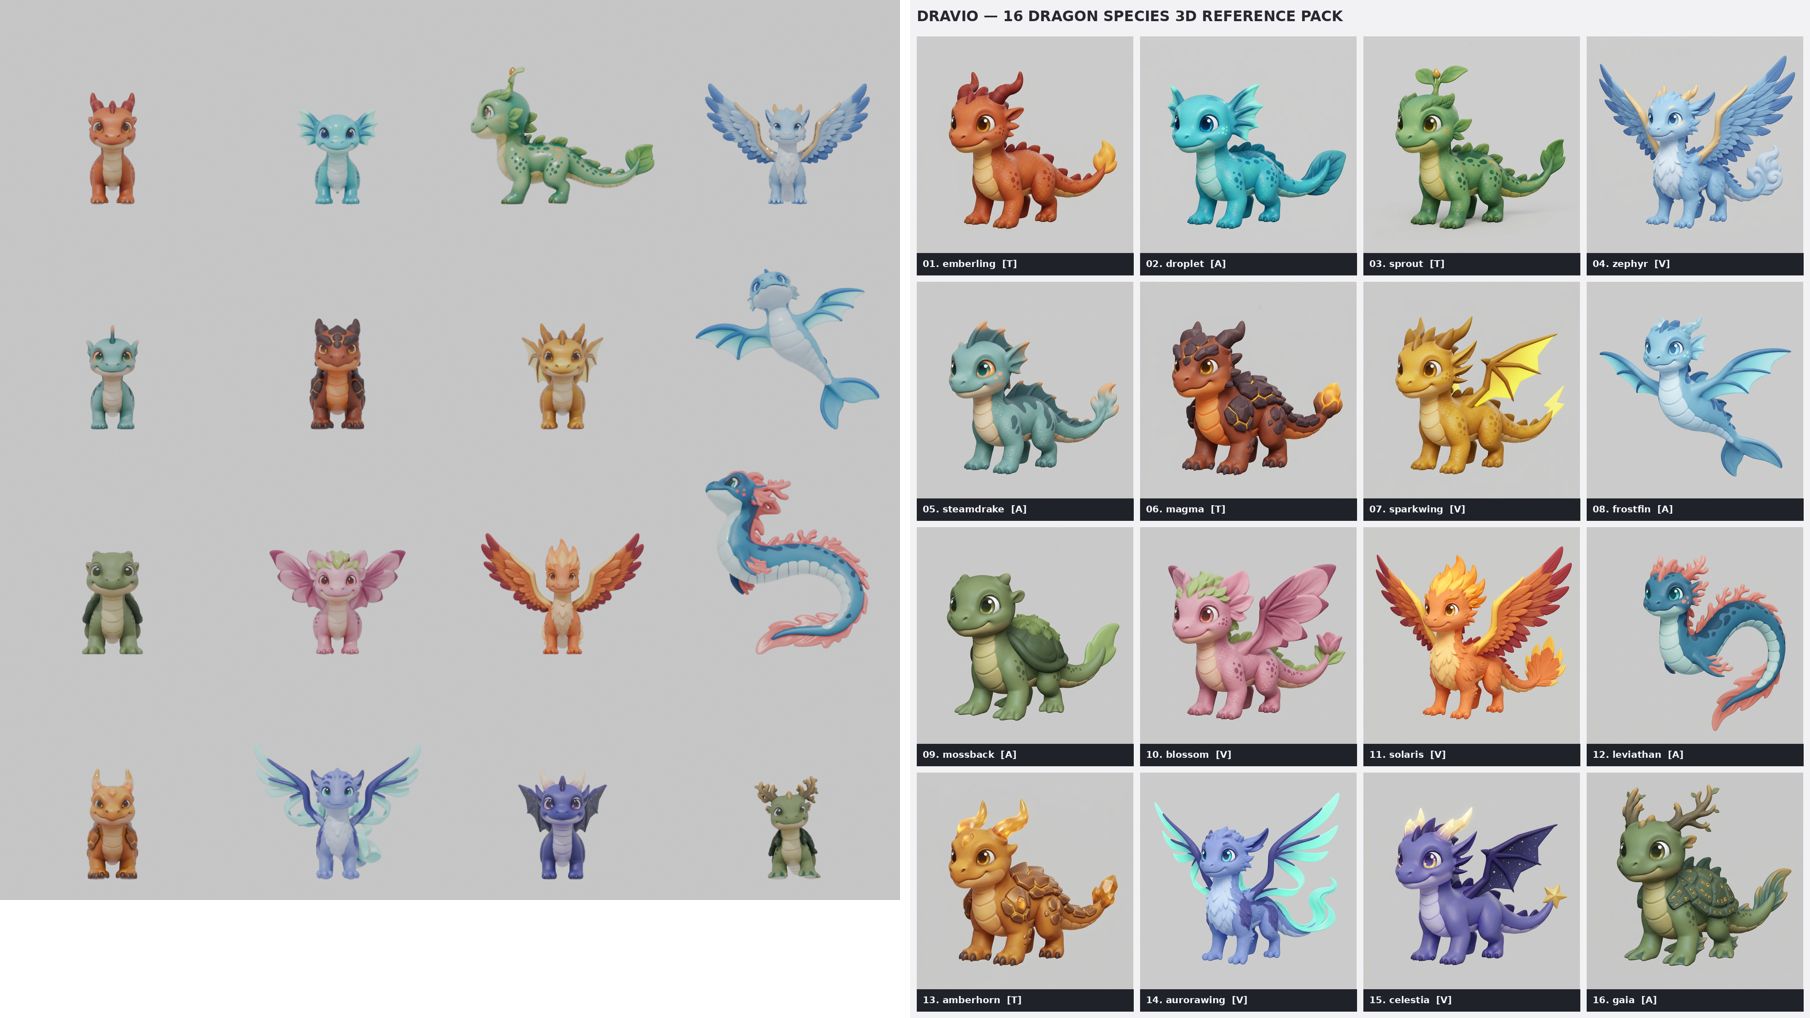 DRAVIO — 16 DRAGON SPECIES 3D REFERENCE PACK
01. emberling [T]
02. droplet [A]
03. sprout [T]
04. zephyr [V]
05. steamdrake [A]
06. magma [T]
07. sparkwing [V]
08. frostfin [A]
09. mossback [A]
10. blossom [V]
11. solaris [V]
12. leviathan [A]
13. amberhorn [T]
14. aurorawing [V]
15. celestia [V]
16. gaia [A]